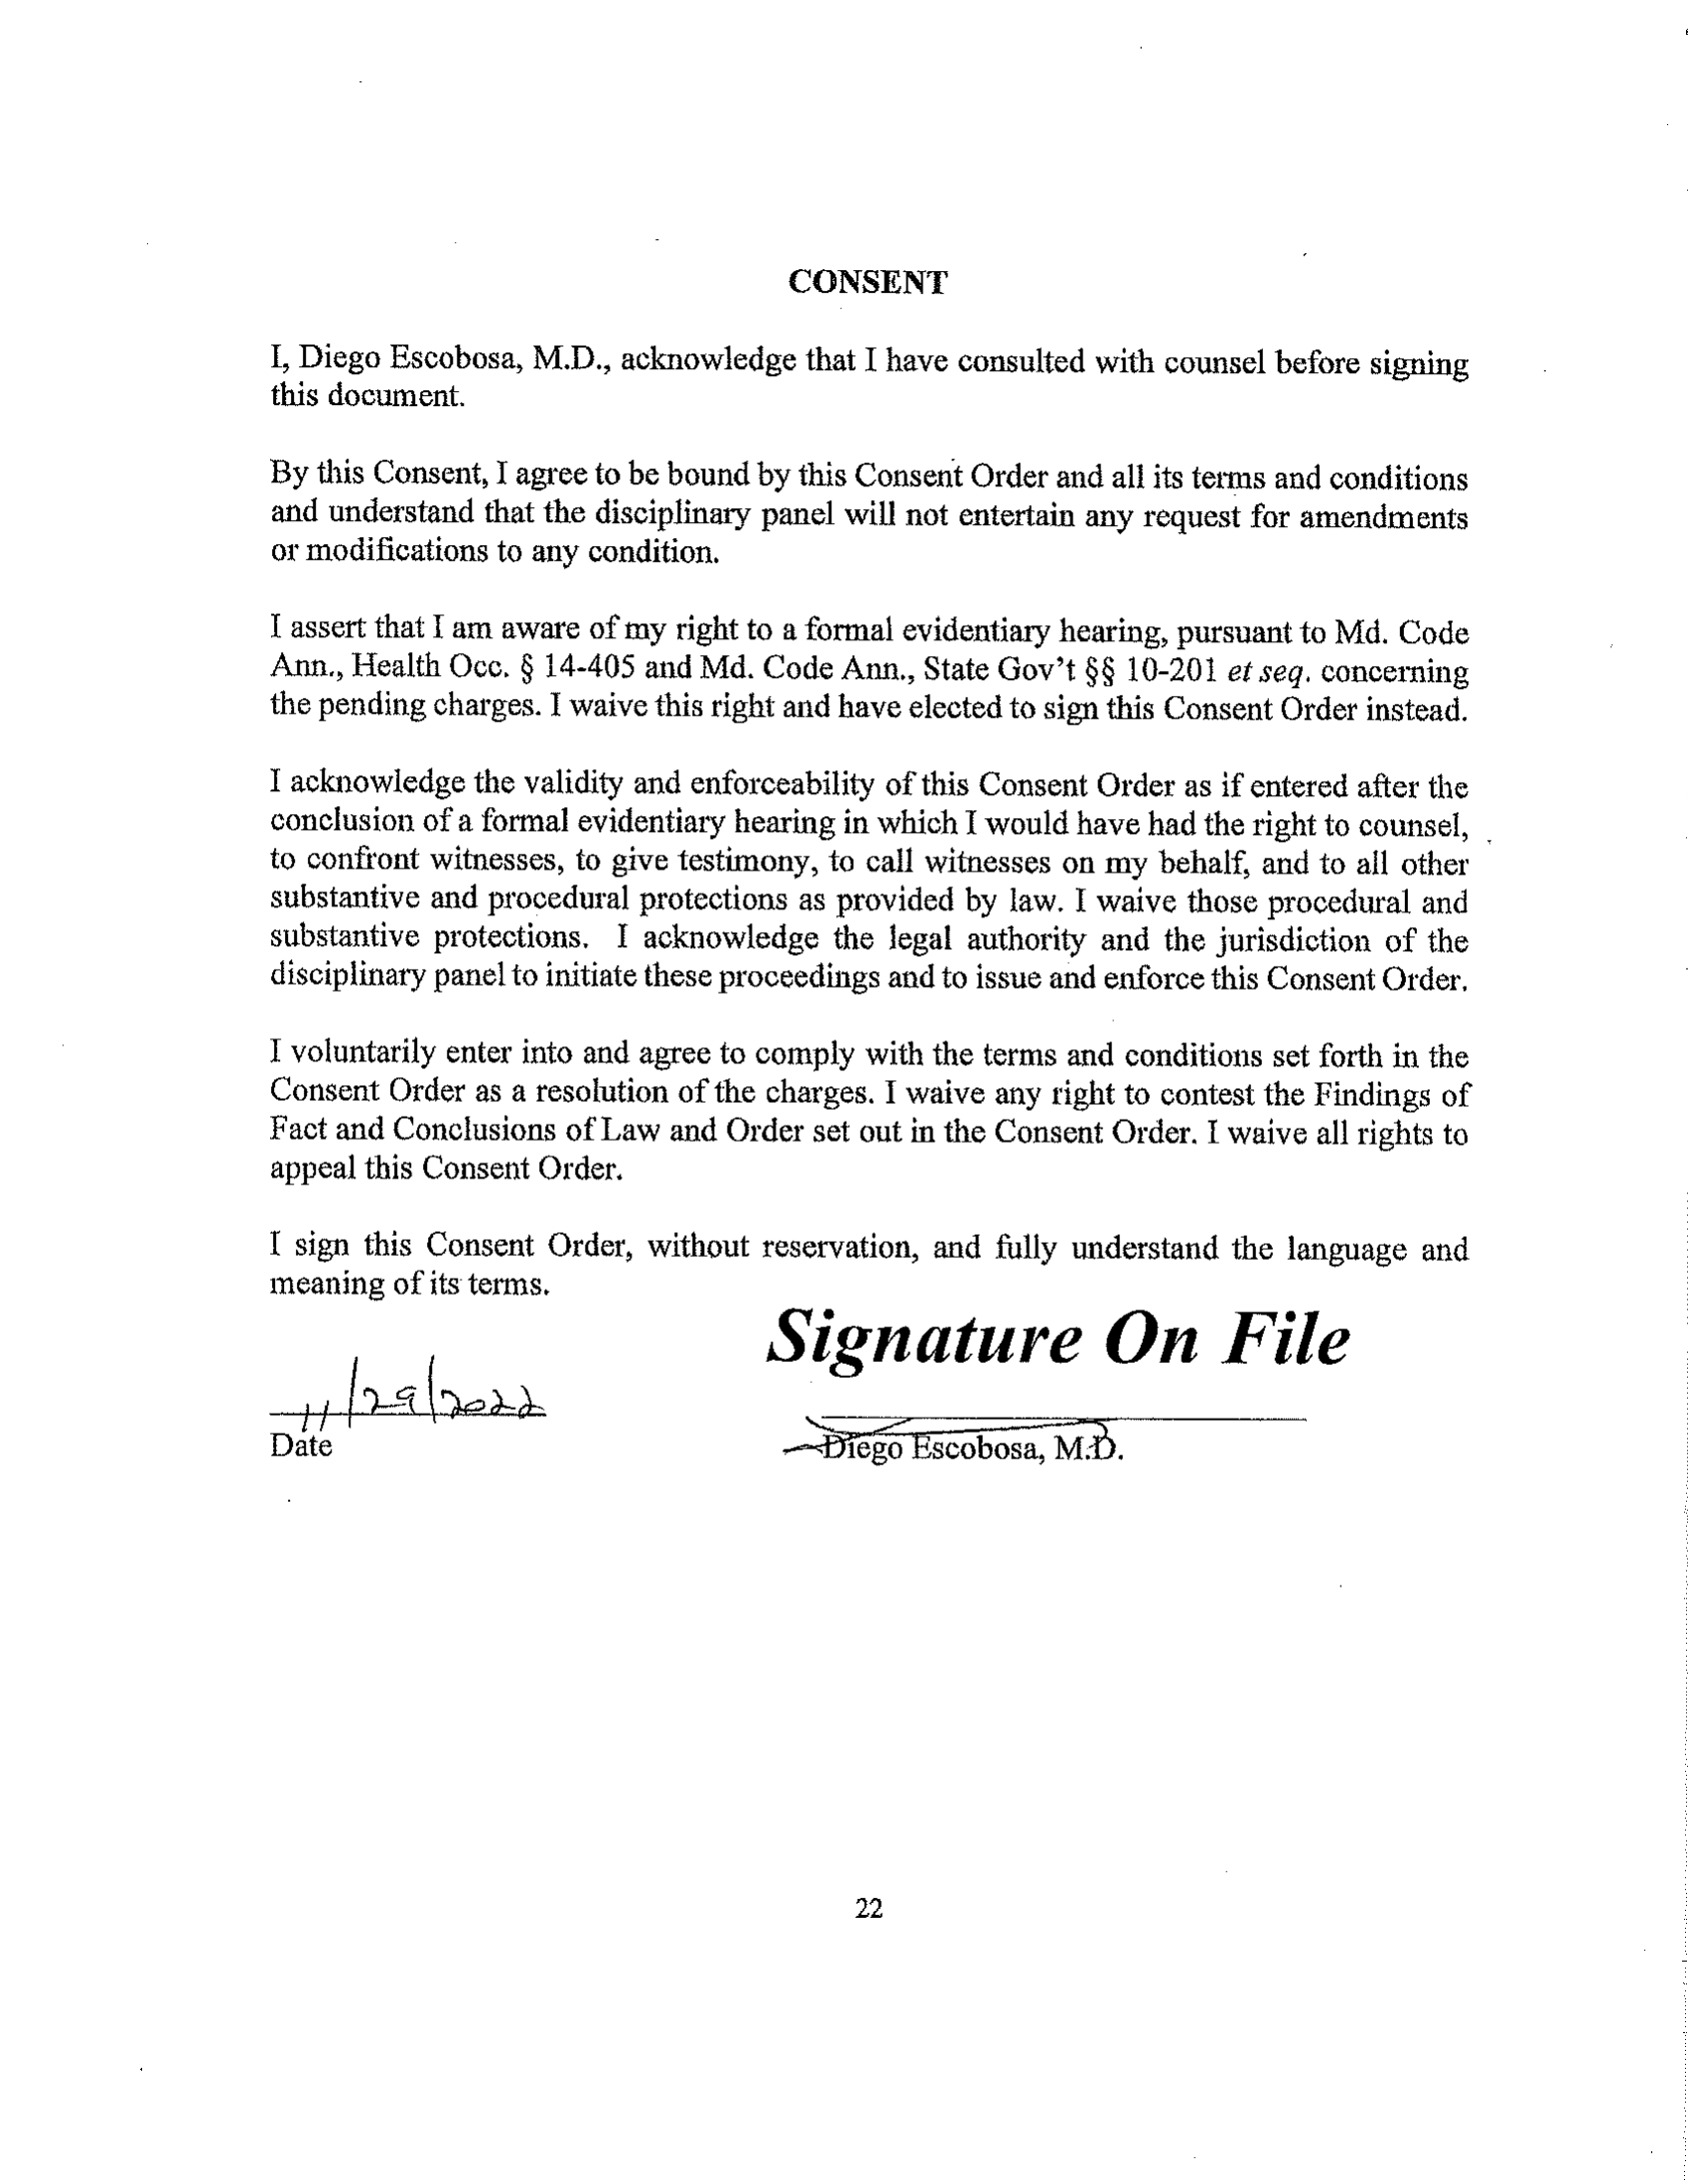 CONSENT
I, Diego Escobosa, M.D., acknowledge that I have consulted with counsel before signing
this document.
By this Consent, I agree to be bound by this Consent Order and all its terms and conditions
and understand that the disciplinary panel will not entertain any request for amendments
or modifications to any condition.
I assert that I am aware of my right to a formal evidentiary hearing, pursuant to Md. Code
Ann., Health Occ. § 14-405 and Md. Code Ann., State Gov't §§ 10-201 et seq. concerning
the pending charges. I waive this right and have elected to sign this Consent Order instead.
I acknowledge the validity and enforceability of this Consent Order as if entered after the
conclusion of a formal evidentiary hearing in which I would have had the right to counsel,
to confront witnesses, to give testimony, to call witnesses on my behalf, and to all other
substantive and procedural protections as provided by law. I waive those procedural and
substantive protections. I acknowledge the legal authority and the jurisdiction of the
disciplinary panel to initiate these proceedings and to issue and enforce this Consent Order.
I voluntarily enter into and agree to comply with the terms and conditions set forth in the
Consent Order as a resolution of the charges. I waive any right to contest the Findings of
Fact and Conclusions of Law and Order set out in the Consent Order. I waive all rights to
appeal this Consent Order.
I sign this Consent Order, without reservation, and fully understand the language and
meaning of its terms.
Signature On File
11/29/2022
Date
Diego Escobosa, M.D.
22